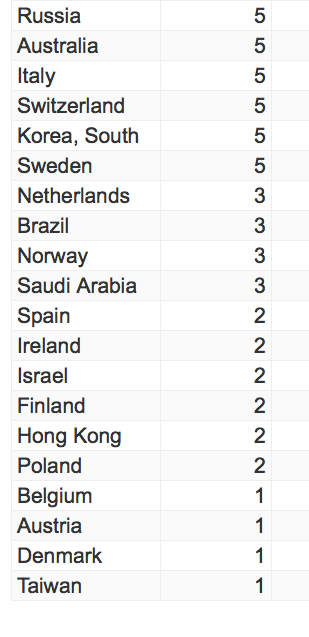 Russia 5
Australia 5
Italy 5
Switzerland 5
Korea, South 5
Sweden 5
Netherlands 3
Brazil 3
Norway 3
Saudi Arabia 3
Spain 2
Ireland 2
Israel 2
Finland 2
Hong Kong 2
Poland 2
Belgium 1
Austria 1
Denmark 1
Taiwan 1